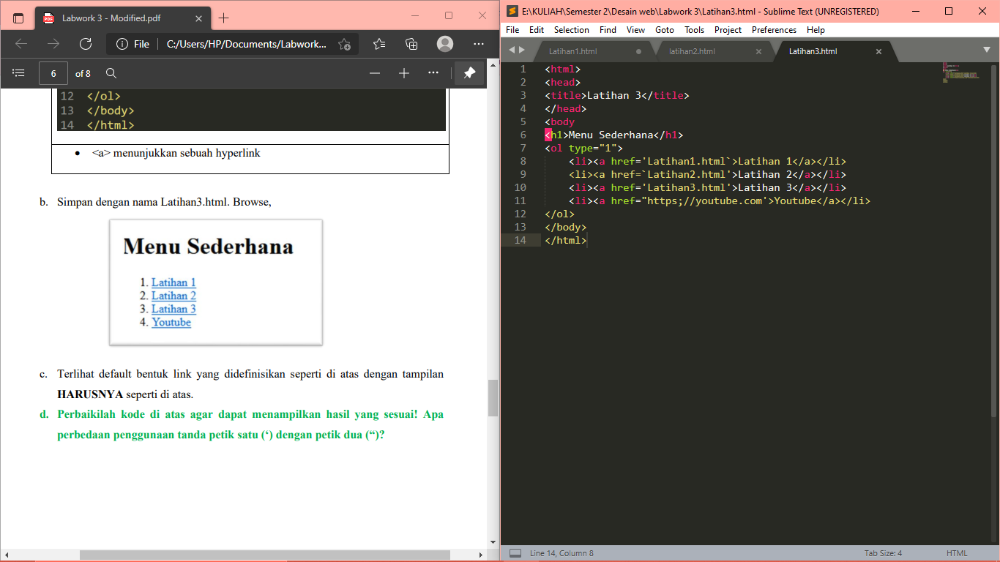 Labwork 3 - Modified.pdf
File
C:/Users/HP/Documents/Labwork...
6 of 8
12 </ol>
13 </body>
14 </html>
• <a> menunjukkan sebuah hyperlink
b. Simpan dengan nama Latihan3.html. Browse,
Menu Sederhana
1. Latihan 1
2. Latihan 2
3. Latihan 3
4. Youtube
c. Terlihat default bentuk link yang didefinisikan seperti di atas dengan tampilan
HARUSNYA seperti di atas.
d. Perbaikilah kode di atas agar dapat menampilkan hasil yang sesuai! Apa
perbedaan penggunaan tanda petik satu (‘) dengan petik dua (“)?
E:\KULIAH\Semester 2\Desain web\Labwork 3\Latihan3.html - Sublime Text (UNREGISTERED)
File Edit Selection Find View Goto Tools Project Preferences Help
Latihan1.html
latihan2.html
Latihan3.html
1 <html>
2 <head>
3 <title>Latihan 3</title>
4 </head>
5 <body
6 <h1>Menu Sederhana</h1>
7 <ol type="1">
8 <li><a href='Latihan1.html`>Latihan 1</a></li>
9 <li><a href=`Latihan2.html'>Latihan 2</a></li>
10 <li><a href='Latihan3.html'>Latihan 3</a></li>
11 <li><a href="https;//youtube.com'>Youtube</a></li>
12 </ol>
13 </body>
14 </html>
Line 14, Column 8
Tab Size: 4
HTML